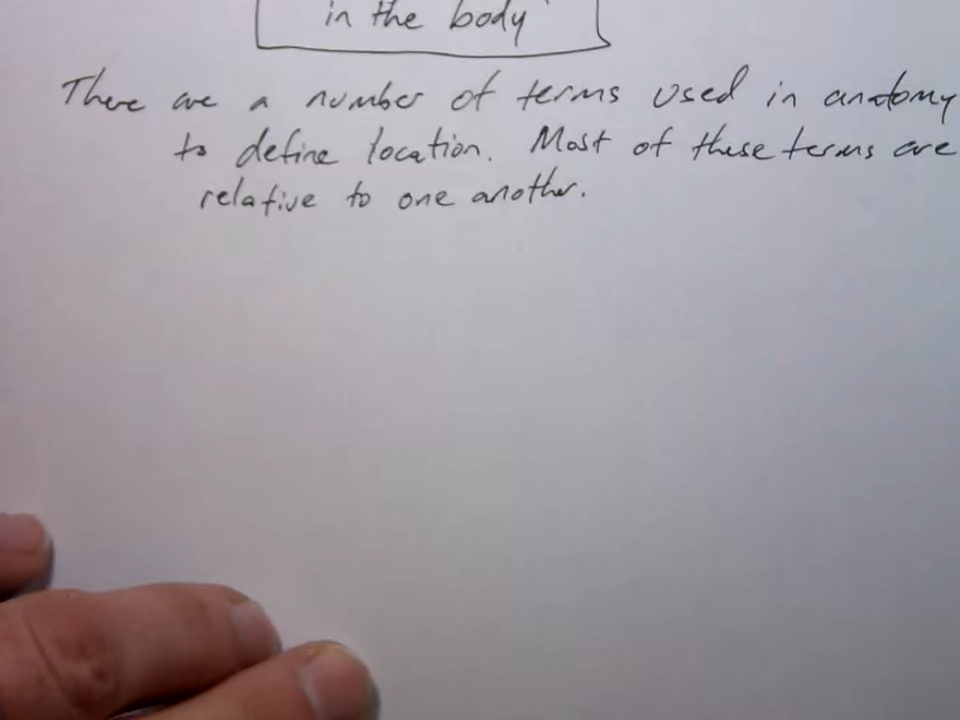 in the body
There are a number of terms used in anatomy
to define location. Most of these terms are
relative to one another.